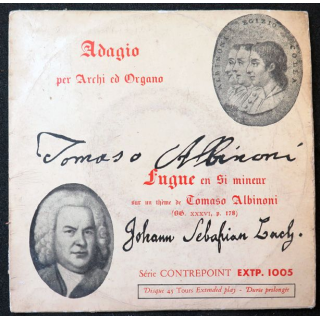 Adagio
per Archi ed Organo
Tomaso Albinoni
Fugue en Si mineur
sur un thème de Tomaso Albinoni
(BG. XXXVI, p. 178)
Johann Sebastian Bach.
Série CONTREPOINT EXTP. 1005
Disque 45 Tours Extended play - Durée prolongée